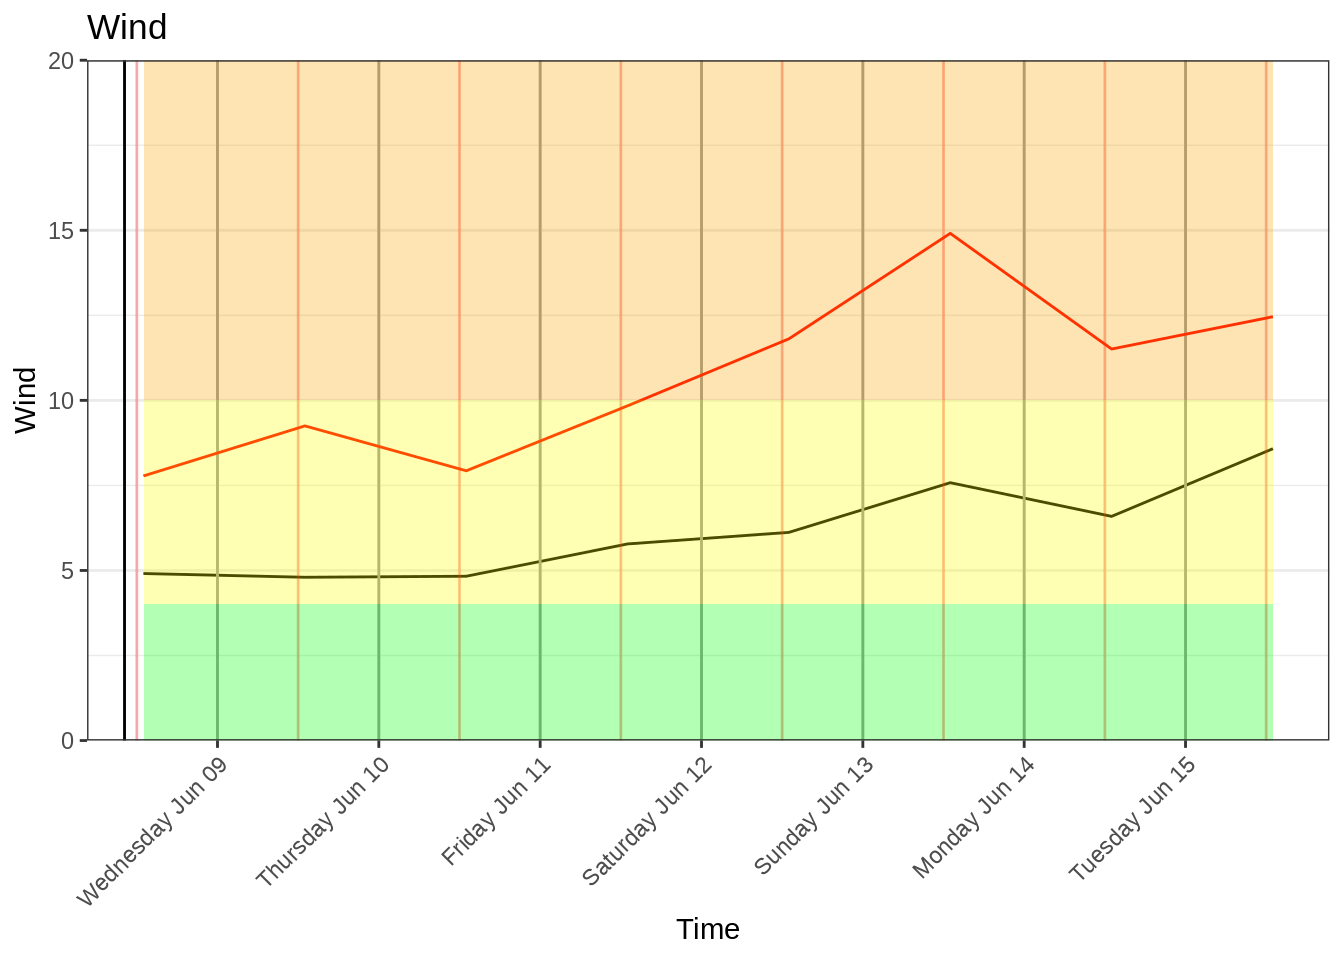 Wind
20
15
10
5
0
Wind
Wednesday Jun 09
Thursday Jun 10
Friday Jun 11
Saturday Jun 12
Sunday Jun 13
Monday Jun 14
Tuesday Jun 15
Time